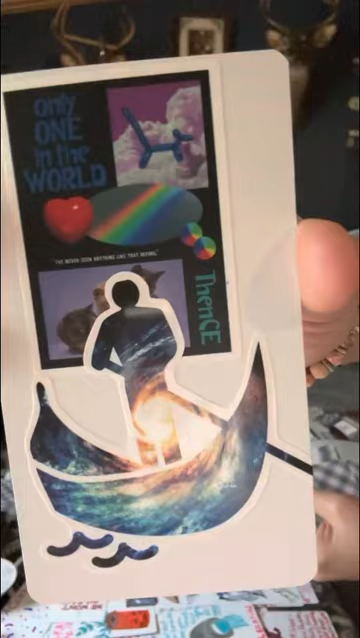 only
ONE
in the
WORLD
"I'VE NEVER SEEN ANYTHING LIKE THAT BEFORE."
ThenCE